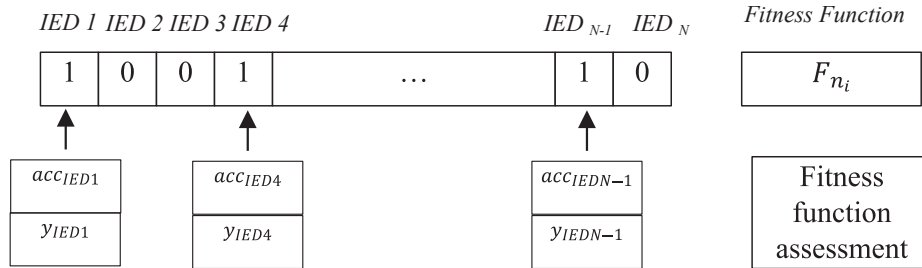 IED 1 IED 2 IED 3 IED 4 IED N-1 IED N Fitness Function
1 0 0 1 ... 1 0 F_{n_i}
acc_{IED1} acc_{IED4} acc_{IEDN−1} Fitness
y_{IED1} y_{IED4} y_{IEDN−1} function
assessment